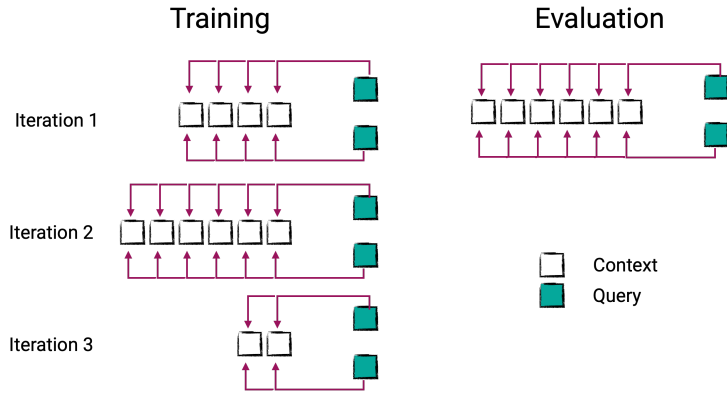 Training
Evaluation
Iteration 1
Iteration 2
Iteration 3
Context
Query